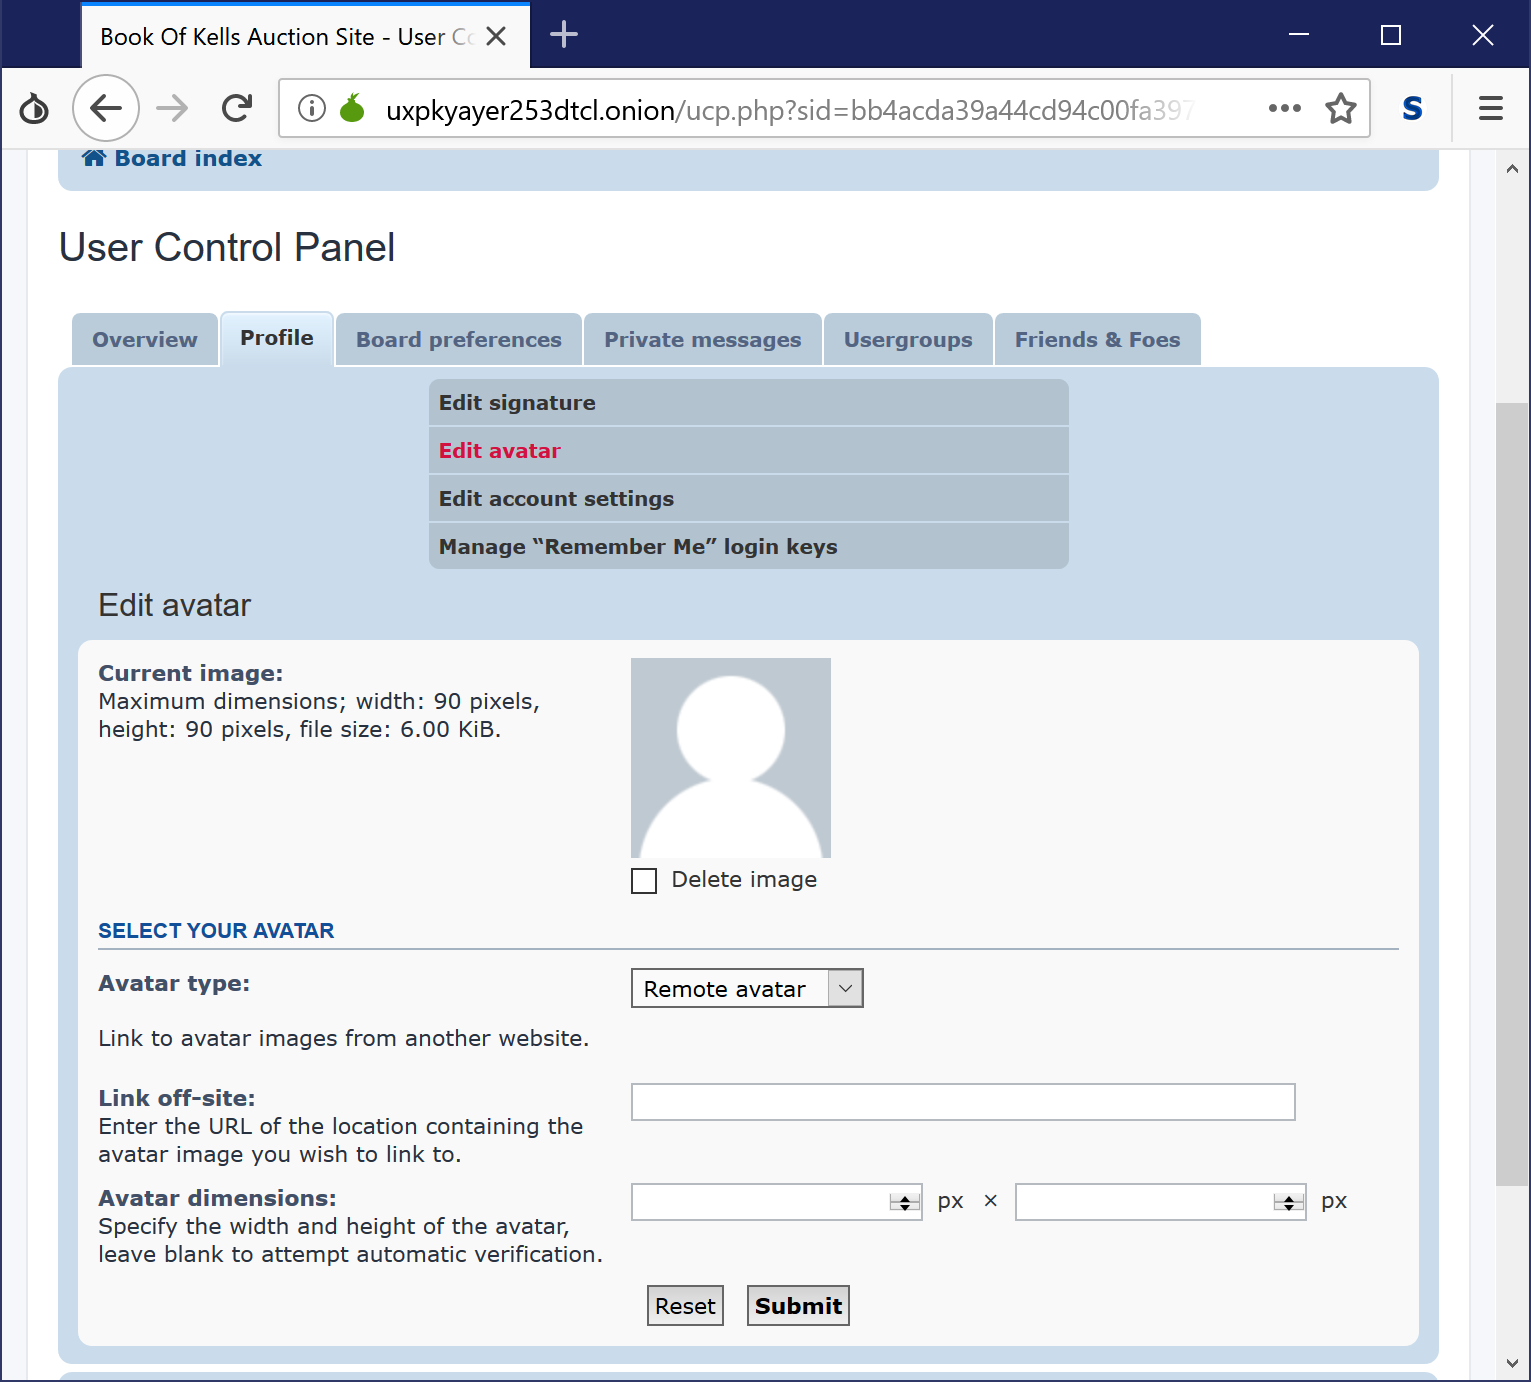 Book Of Kells Auction Site - User Co
uxpkyayer253dtcl.onion/ucp.php?sid=bb4acda39a44cd94c00fa397
S
Board index
User Control Panel
Overview Profile Board preferences Private messages Usergroups Friends & Foes
Edit signature
Edit avatar
Edit account settings
Manage “Remember Me” login keys
Edit avatar
Current image:
Maximum dimensions; width: 90 pixels,
height: 90 pixels, file size: 6.00 KiB.
Delete image
SELECT YOUR AVATAR
Avatar type: Remote avatar
Link to avatar images from another website.
Link off-site:
Enter the URL of the location containing the
avatar image you wish to link to.
Avatar dimensions: px × px
Specify the width and height of the avatar,
leave blank to attempt automatic verification.
Reset Submit